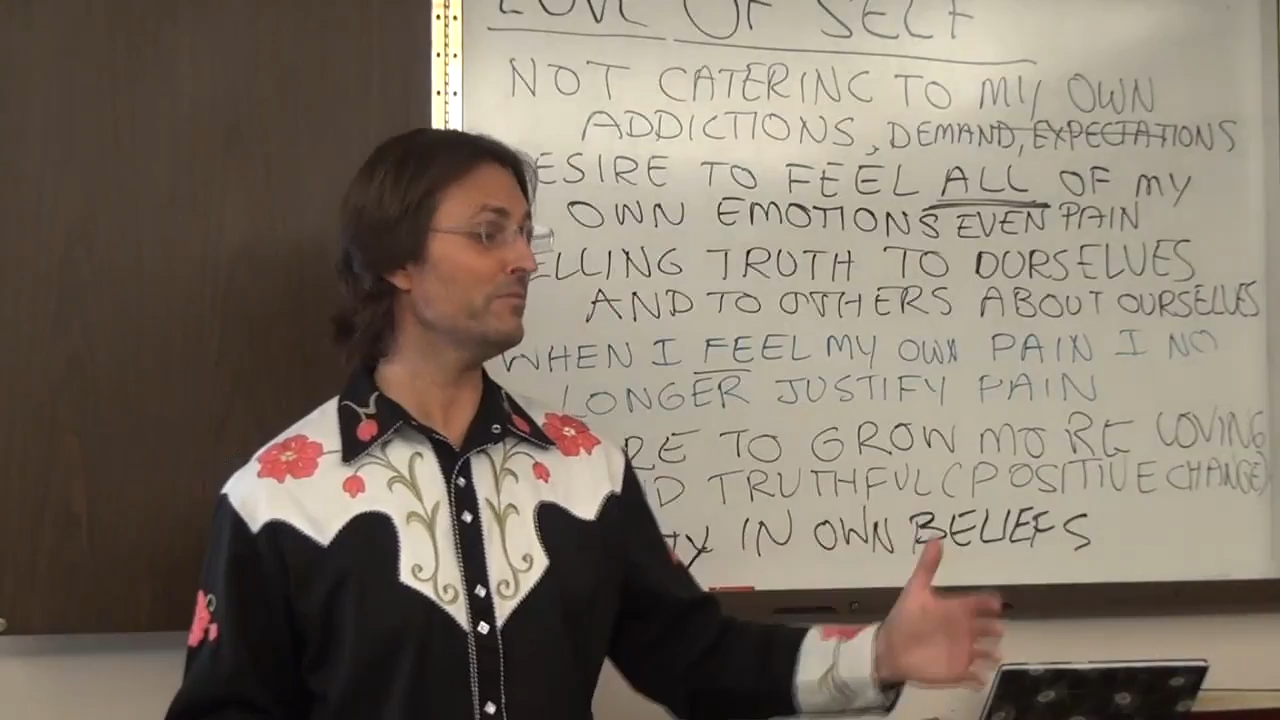 LOVE OF SELF
NOT CATERING TO MY OWN
ADDICTIONS, DEMAND, EXPECTATIONS
ESIRE TO FEEL ALL OF MY
OWN EMOTIONS EVEN PAIN
ELLING TRUTH TO OURSELVES
AND TO OTHERS ABOUT OURSELVES
WHEN I FEEL MY OWN PAIN I NO
LONGER JUSTIFY PAIN
RE TO GROW MORE LOVING
D TRUTHFUL (POSITIVE CHANGE)
TY IN OWN BELIEFS